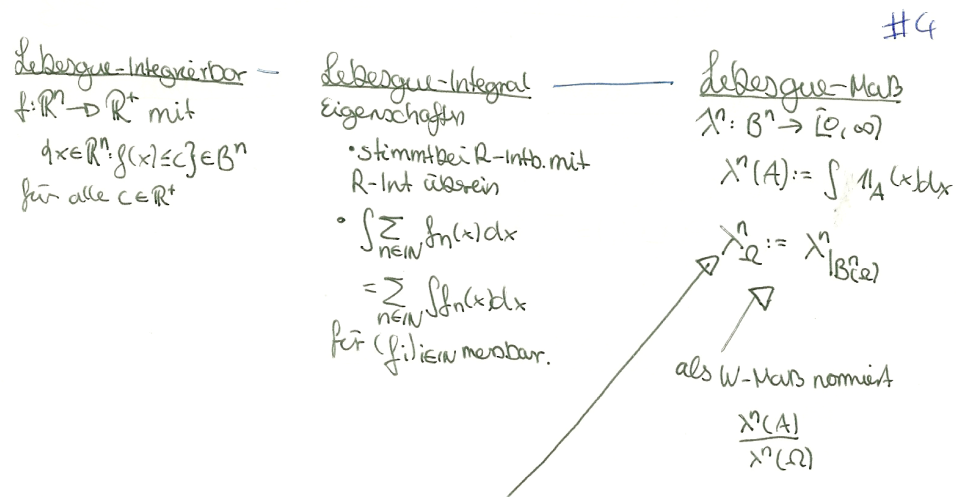 #4
Lebesgue-Integrierbar
f: ℝⁿ → ℝ⁺ mit
{x∈ℝⁿ: f(x) ≤ c} ∈ Bⁿ
für alle c∈ℝ⁺
Lebesgue-Integral
Eigenschaftn
• stimmt bei R-Intb. mit
R-Int überein
• ∫ ∑_{n∈ℕ} fₙ(x) dx
= ∑_{n∈ℕ} ∫ fₙ(x) dx
für (fᵢ)_{i∈ℕ} messbar.
Lebesgue-Maß
λⁿ: Bⁿ → [0,∞)
λⁿ(A) := ∫ 𝟙_A(x)dx
λⁿ_Ω := λⁿ_{|Bⁿ(Ω)}
als W-Maß normiert
λⁿ(A)
λⁿ(Ω)